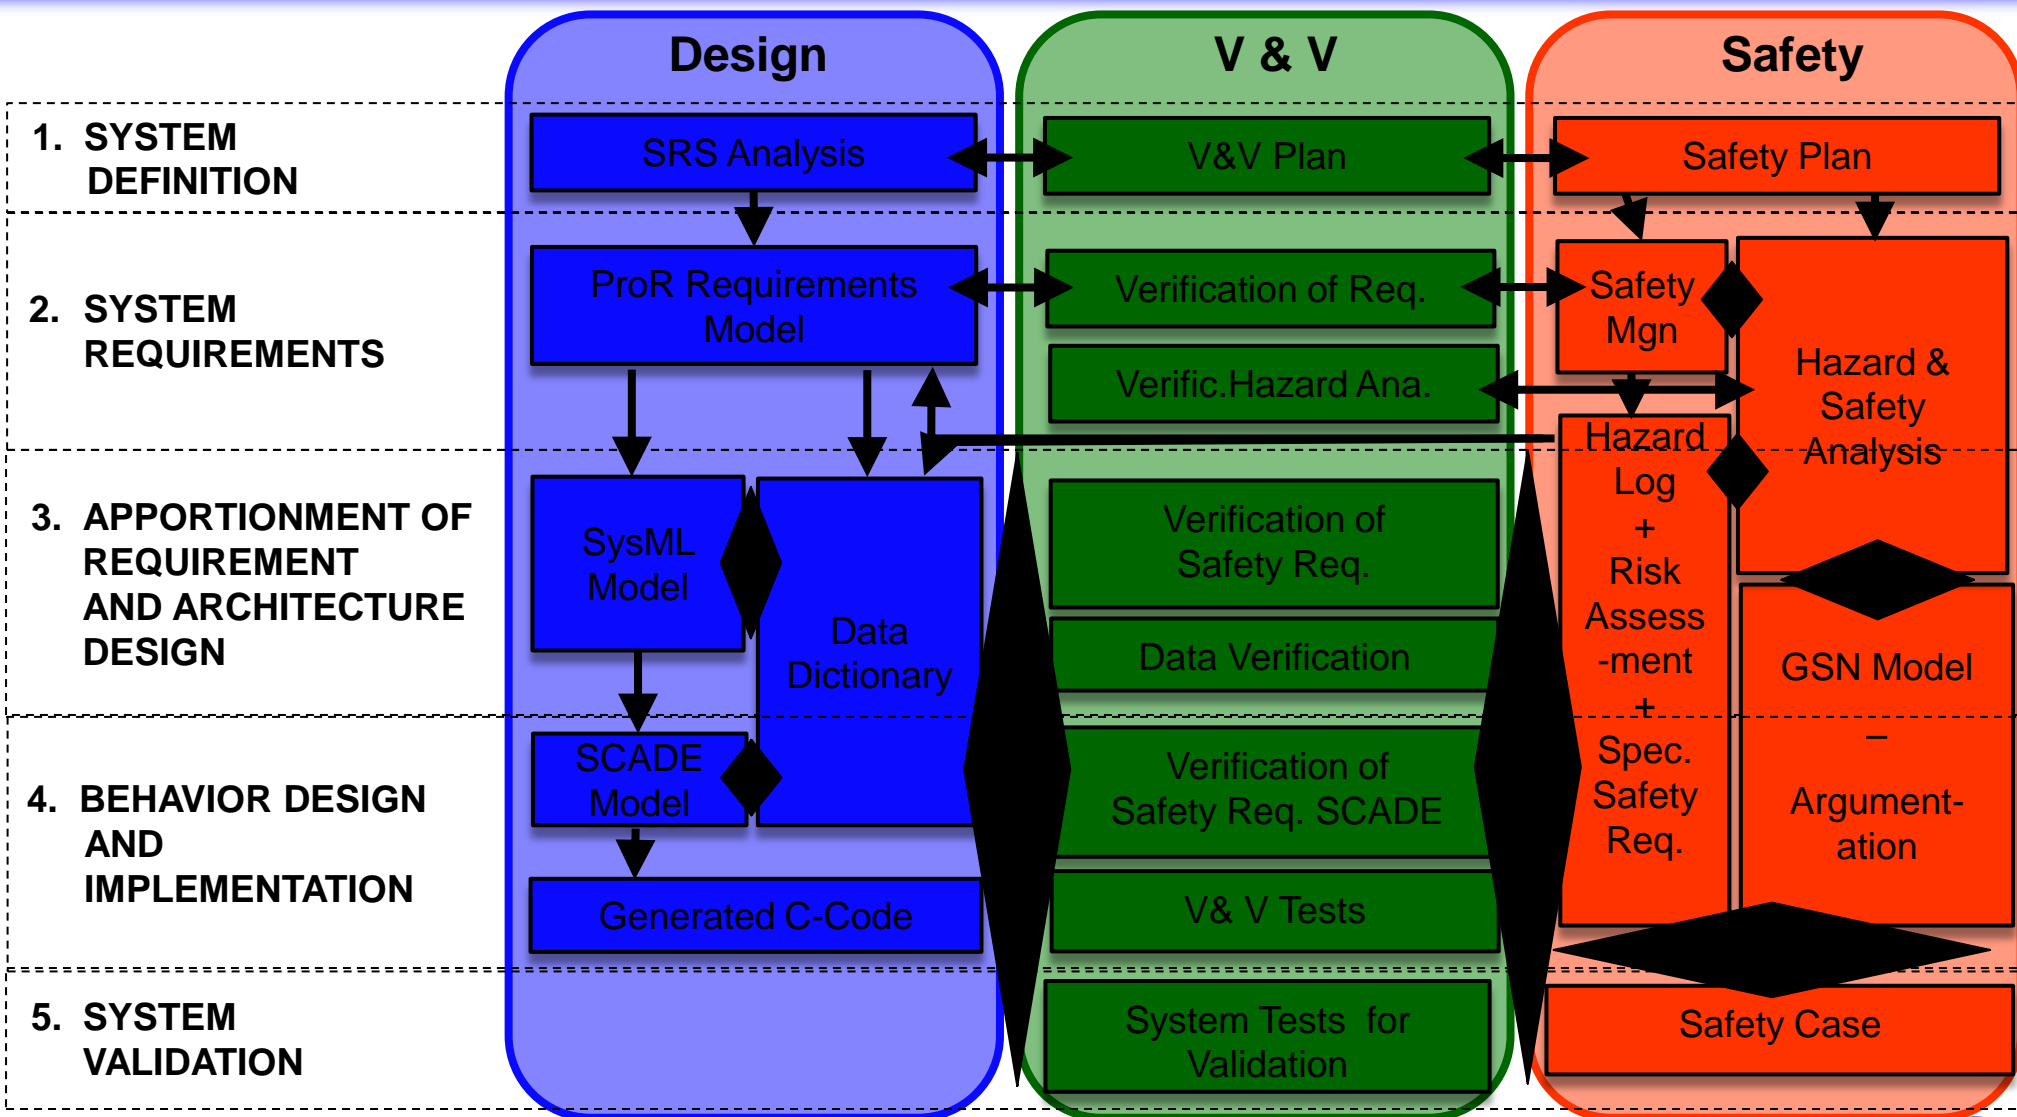 Design
V & V
Safety
1. SYSTEM
DEFINITION
SRS Analysis
V&V Plan
Safety Plan
2. SYSTEM
REQUIREMENTS
ProR Requirements
Model
Verification of Req.
Verific.Hazard Ana.
Safety
Mgn
Hazard &
Safety
Analysis
3. APPORTIONMENT OF
REQUIREMENT
AND ARCHITECTURE
DESIGN
SysML
Model
Data
Dictionary
Verification of
Safety Req.
Data Verification
Hazard
Log
+
Risk
Assess
-ment
+
Spec.
Safety
Req.
GSN Model
–
Argument-
ation
4. BEHAVIOR DESIGN
AND
IMPLEMENTATION
SCADE
Model
Generated C-Code
Verification of
Safety Req. SCADE
V& V Tests
5. SYSTEM
VALIDATION
System Tests for
Validation
Safety Case